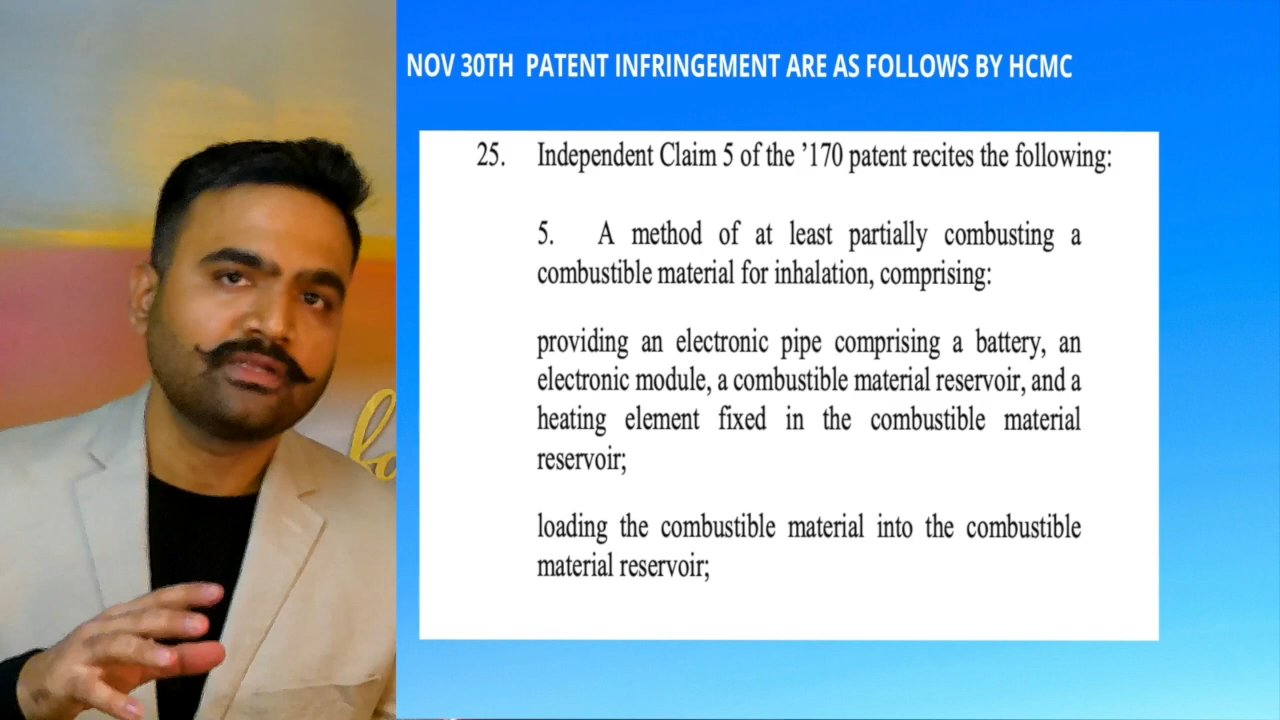 NOV 30TH PATENT INFRINGEMENT ARE AS FOLLOWS BY HCMC
25. Independent Claim 5 of the ’170 patent recites the following:
5. A method of at least partially combusting a
combustible material for inhalation, comprising:
providing an electronic pipe comprising a battery, an
electronic module, a combustible material reservoir, and a
heating element fixed in the combustible material
reservoir;
loading the combustible material into the combustible
material reservoir;